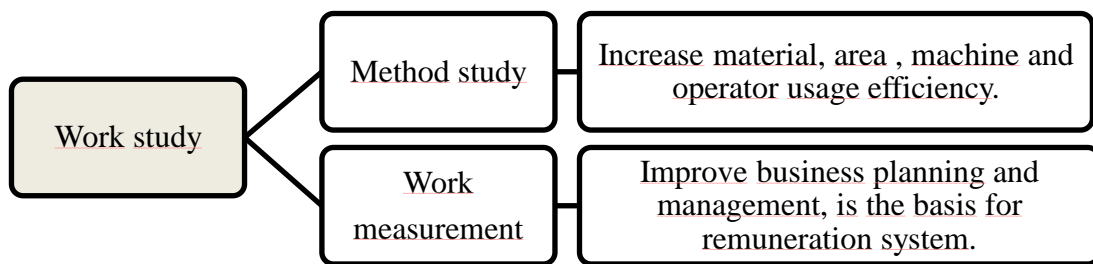 Work study
Method study
Increase material, area , machine and
operator usage efficiency.
Work
measurement
Improve business planning and
management, is the basis for
remuneration system.